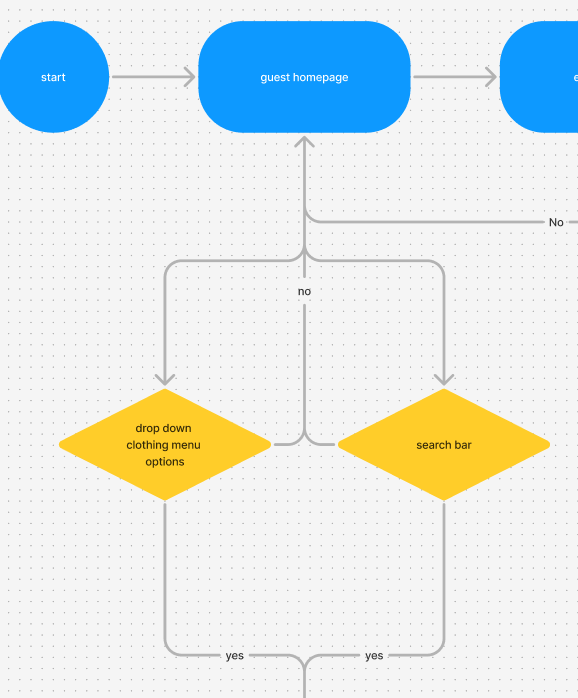 start
guest homepage
No
no
drop down
clothing menu
options
search bar
yes
yes